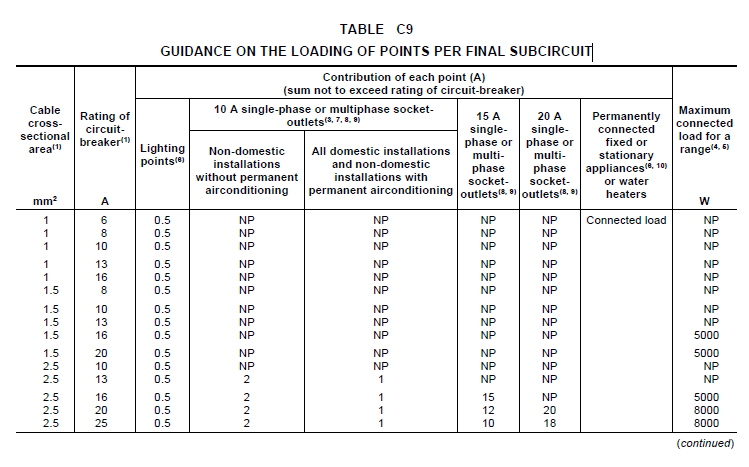 TABLE C9
GUIDANCE ON THE LOADING OF POINTS PER FINAL SUBCIRCUIT
Cable cross-sectional area(1) mm²
Rating of circuit-breaker(1) A
Contribution of each point (A)
(sum not to exceed rating of circuit-breaker)
Lighting points(6)
10 A single-phase or multiphase socket-outlets(3, 7, 8, 9)
Non-domestic installations without permanent airconditioning
All domestic installations and non-domestic installations with permanent airconditioning
15 A single-phase or multi-phase socket-outlets(8, 9)
20 A single-phase or multi-phase socket-outlets(8, 9)
Permanently connected fixed or stationary appliances(6, 10) or water heaters
Maximum connected load for a range(4, 5) W
1 6 0.5 NP NP NP NP Connected load NP
1 8 0.5 NP NP NP NP NP
1 10 0.5 NP NP NP NP NP
1 13 0.5 NP NP NP NP NP
1 16 0.5 NP NP NP NP NP
1.5 8 0.5 NP NP NP NP NP
1.5 10 0.5 NP NP NP NP NP
1.5 13 0.5 NP NP NP NP NP
1.5 16 0.5 NP NP NP NP 5000
1.5 20 0.5 NP NP NP NP 5000
2.5 10 0.5 NP NP NP NP NP
2.5 13 0.5 2 1 NP NP NP
2.5 16 0.5 2 1 15 NP 5000
2.5 20 0.5 2 1 12 20 8000
2.5 25 0.5 2 1 10 18 8000
(continued)